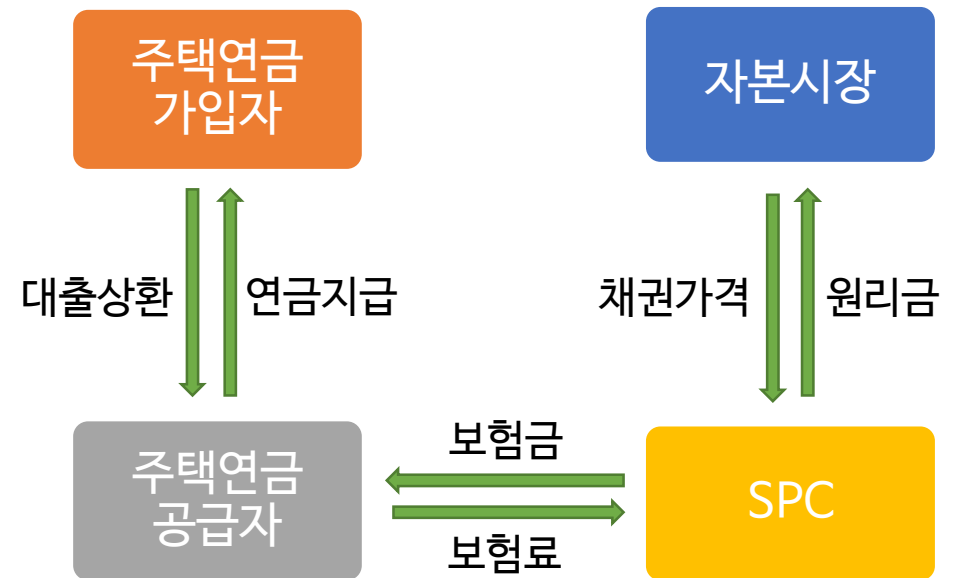 주택연금
가입자
자본시장
대출상환
연금지급
채권가격
원리금
주택연금
공급자
보험금
보험료
SPC